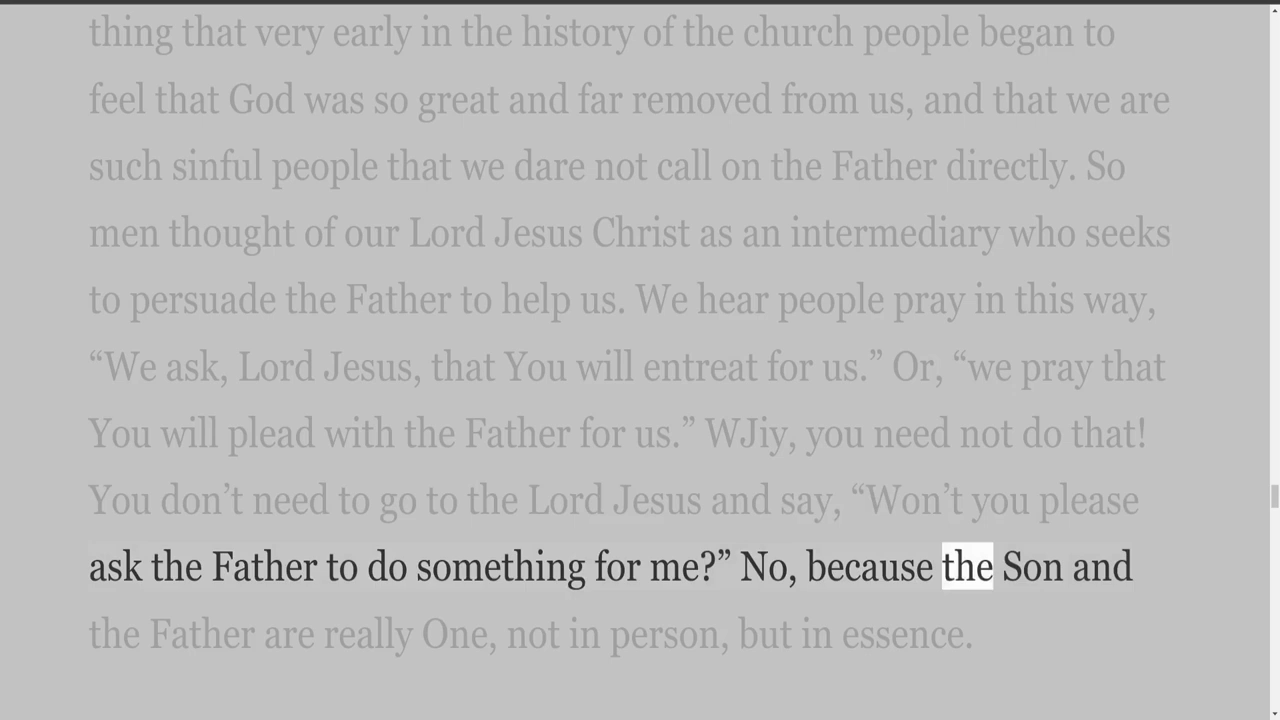 thing that very early in the history of the church people began to
feel that God was so great and far removed from us, and that we are
such sinful people that we dare not call on the Father directly. So
men thought of our Lord Jesus Christ as an intermediary who seeks
to persuade the Father to help us. We hear people pray in this way,
“We ask, Lord Jesus, that You will entreat for us.” Or, “we pray that
You will plead with the Father for us.” WJiy, you need not do that!
You don’t need to go to the Lord Jesus and say, “Won’t you please
ask the Father to do something for me?” No, because the Son and
the Father are really One, not in person, but in essence.